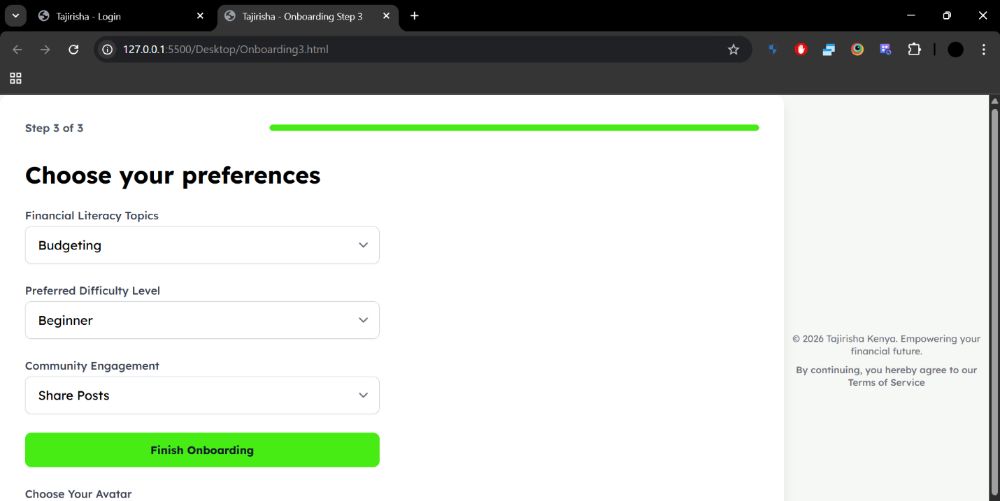 Tajirisha - Login
Tajirisha - Onboarding Step 3
127.0.0.1:5500/Desktop/Onboarding3.html
Step 3 of 3
Choose your preferences
Financial Literacy Topics
Budgeting
Preferred Difficulty Level
Beginner
Community Engagement
Share Posts
Finish Onboarding
Choose Your Avatar
© 2026 Tajirisha Kenya. Empowering your
financial future.
By continuing, you hereby agree to our
Terms of Service